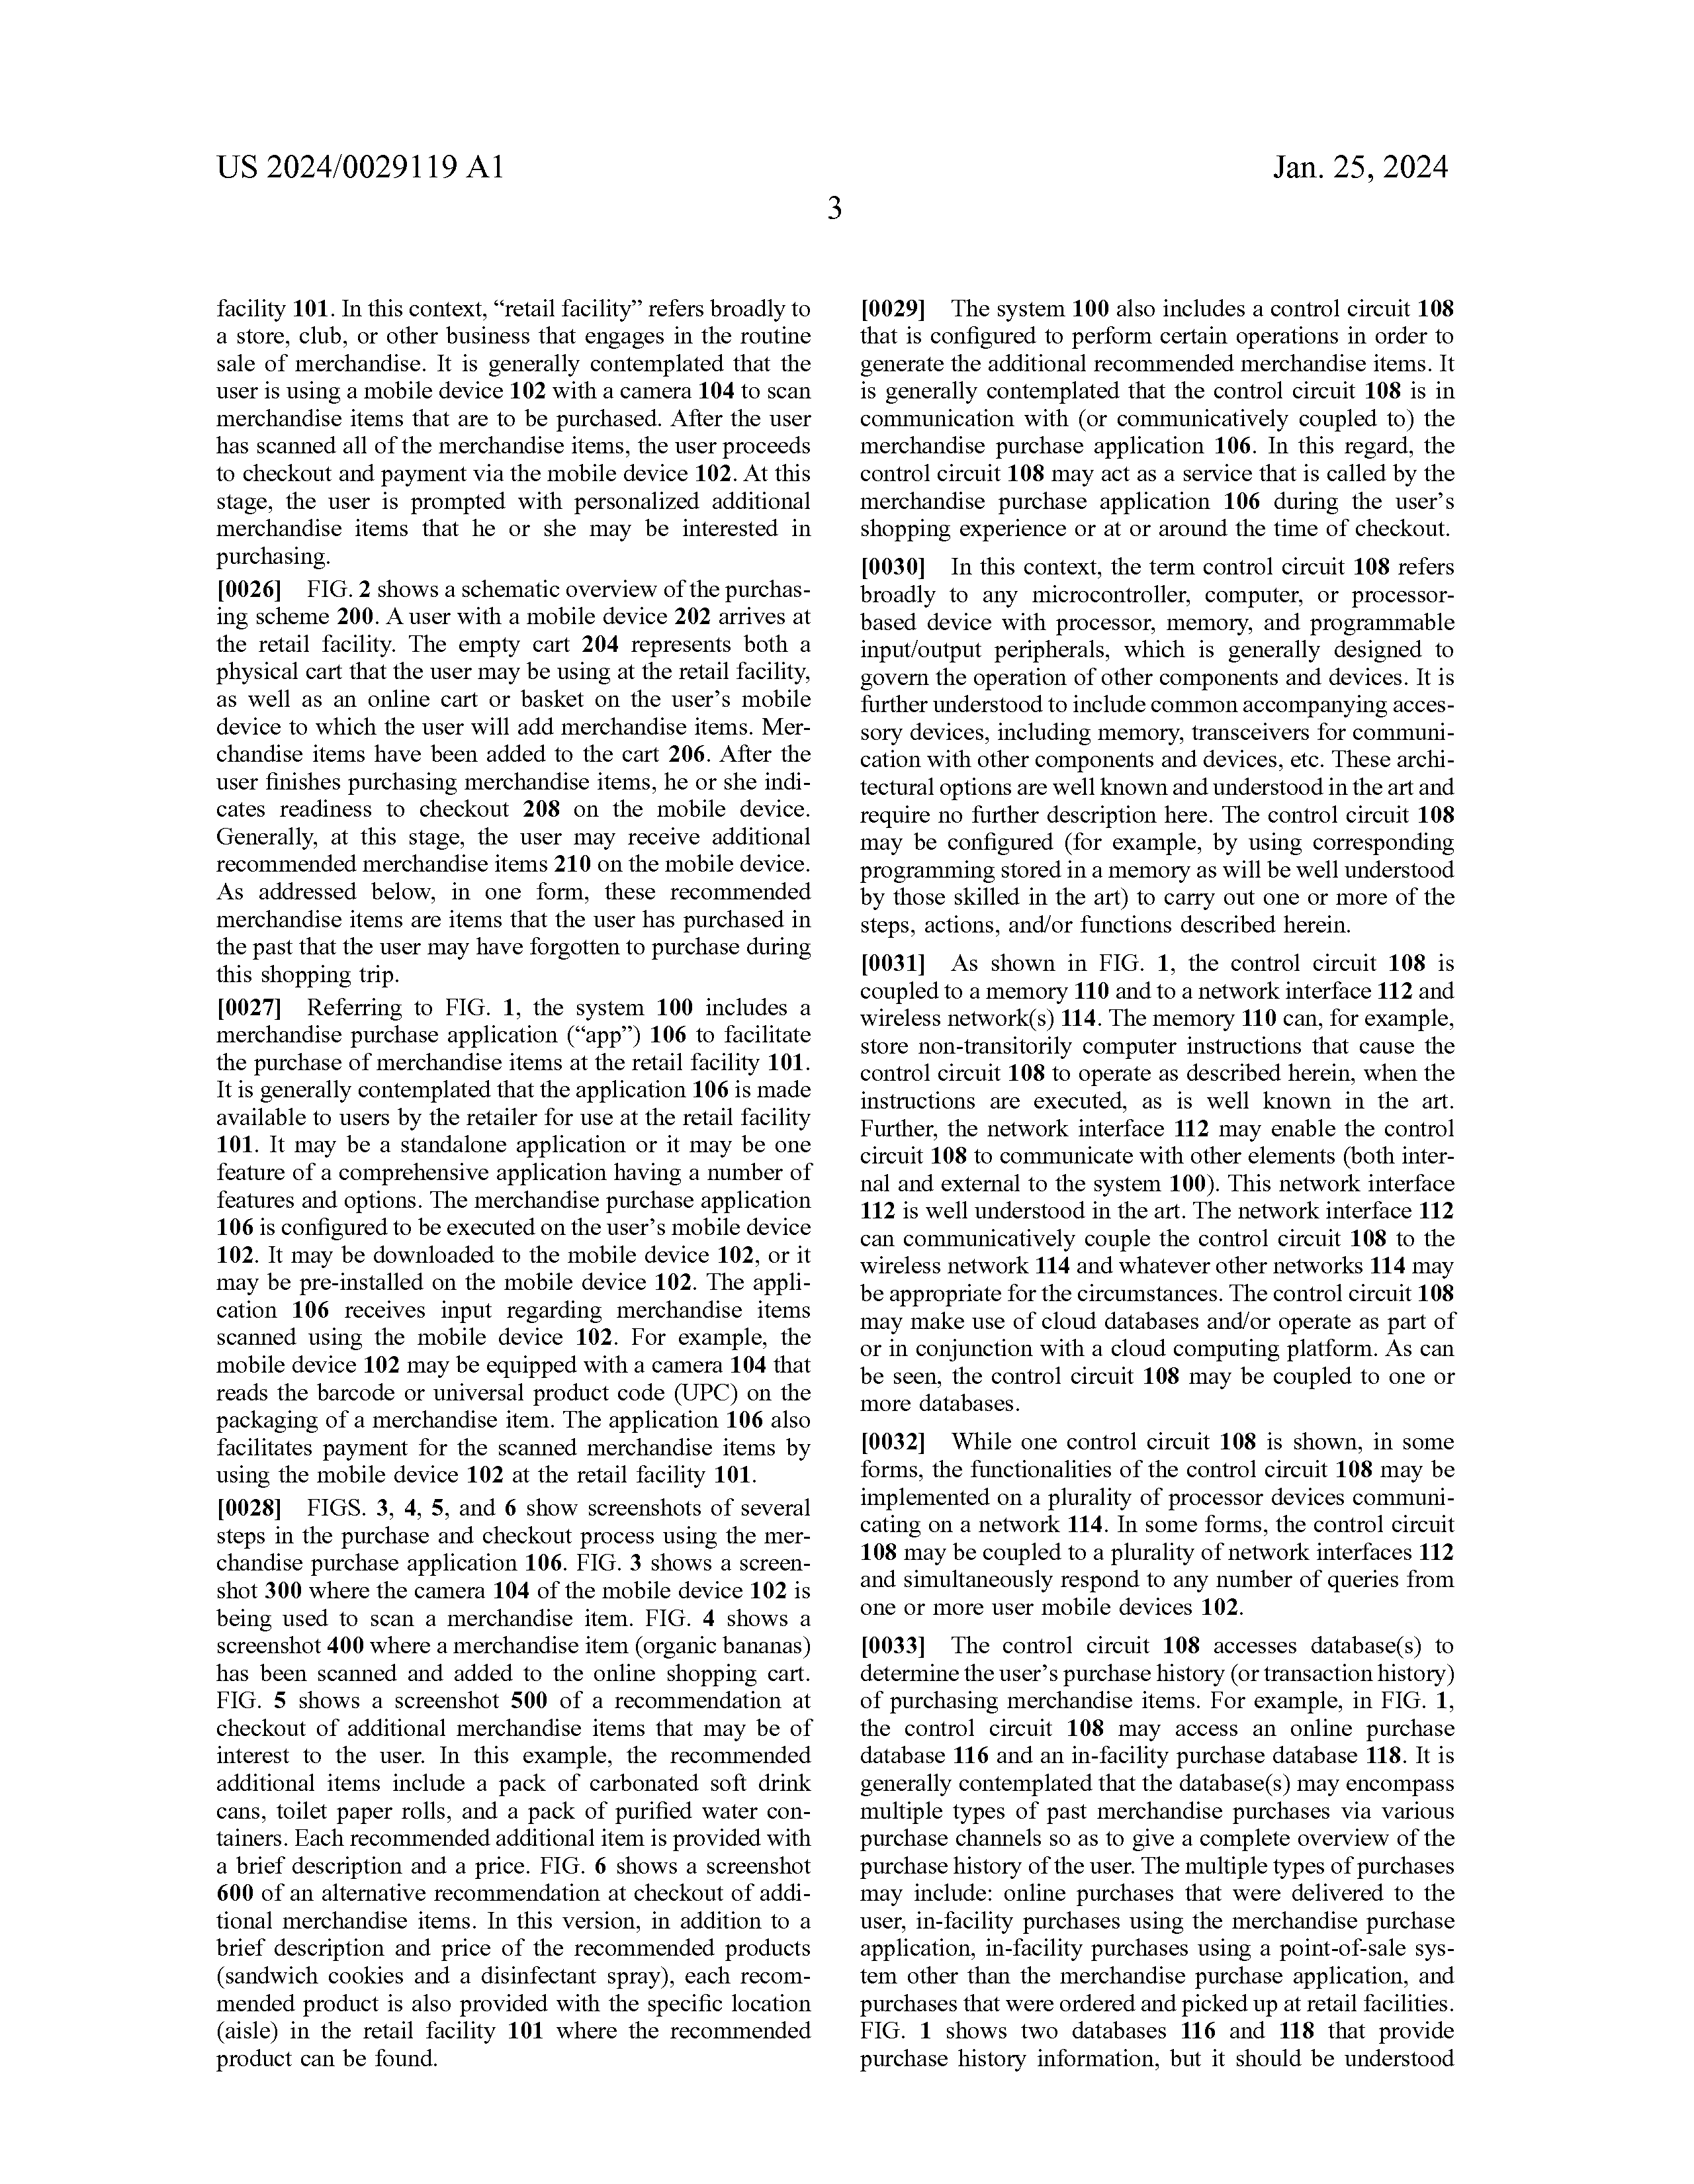 US 2024/0029119 A1
Jan. 25, 2024
3
facility 101. In this context, “retail facility” refers broadly to
a store, club, or other business that engages in the routine
sale of merchandise. It is generally contemplated that the
user is using a mobile device 102 with a camera 104 to scan
merchandise items that are to be purchased. After the user
has scanned all of the merchandise items, the user proceeds
to checkout and payment via the mobile device 102. At this
stage, the user is prompted with personalized additional
merchandise items that he or she may be interested in
purchasing.
[0026] FIG. 2 shows a schematic overview of the purchas-
ing scheme 200. A user with a mobile device 202 arrives at
the retail facility. The empty cart 204 represents both a
physical cart that the user may be using at the retail facility,
as well as an online cart or basket on the user’s mobile
device to which the user will add merchandise items. Mer-
chandise items have been added to the cart 206. After the
user finishes purchasing merchandise items, he or she indi-
cates readiness to checkout 208 on the mobile device.
Generally, at this stage, the user may receive additional
recommended merchandise items 210 on the mobile device.
As addressed below, in one form, these recommended
merchandise items are items that the user has purchased in
the past that the user may have forgotten to purchase during
this shopping trip.
[0027] Referring to FIG. 1, the system 100 includes a
merchandise purchase application (“app”) 106 to facilitate
the purchase of merchandise items at the retail facility 101.
It is generally contemplated that the application 106 is made
available to users by the retailer for use at the retail facility
101. It may be a standalone application or it may be one
feature of a comprehensive application having a number of
features and options. The merchandise purchase application
106 is configured to be executed on the user’s mobile device
102. It may be downloaded to the mobile device 102, or it
may be pre-installed on the mobile device 102. The appli-
cation 106 receives input regarding merchandise items
scanned using the mobile device 102. For example, the
mobile device 102 may be equipped with a camera 104 that
reads the barcode or universal product code (UPC) on the
packaging of a merchandise item. The application 106 also
facilitates payment for the scanned merchandise items by
using the mobile device 102 at the retail facility 101.
[0028] FIGS. 3, 4, 5, and 6 show screenshots of several
steps in the purchase and checkout process using the mer-
chandise purchase application 106. FIG. 3 shows a screen-
shot 300 where the camera 104 of the mobile device 102 is
being used to scan a merchandise item. FIG. 4 shows a
screenshot 400 where a merchandise item (organic bananas)
has been scanned and added to the online shopping cart.
FIG. 5 shows a screenshot 500 of a recommendation at
checkout of additional merchandise items that may be of
interest to the user. In this example, the recommended
additional items include a pack of carbonated soft drink
cans, toilet paper rolls, and a pack of purified water con-
tainers. Each recommended additional item is provided with
a brief description and a price. FIG. 6 shows a screenshot
600 of an alternative recommendation at checkout of addi-
tional merchandise items. In this version, in addition to a
brief description and price of the recommended products
(sandwich cookies and a disinfectant spray), each recom-
mended product is also provided with the specific location
(aisle) in the retail facility 101 where the recommended
product can be found.
[0029] The system 100 also includes a control circuit 108
that is configured to perform certain operations in order to
generate the additional recommended merchandise items. It
is generally contemplated that the control circuit 108 is in
communication with (or communicatively coupled to) the
merchandise purchase application 106. In this regard, the
control circuit 108 may act as a service that is called by the
merchandise purchase application 106 during the user’s
shopping experience or at or around the time of checkout.
[0030] In this context, the term control circuit 108 refers
broadly to any microcontroller, computer, or processor-
based device with processor, memory, and programmable
input/output peripherals, which is generally designed to
govern the operation of other components and devices. It is
further understood to include common accompanying acces-
sory devices, including memory, transceivers for communi-
cation with other components and devices, etc. These archi-
tectural options are well known and understood in the art and
require no further description here. The control circuit 108
may be configured (for example, by using corresponding
programming stored in a memory as will be well understood
by those skilled in the art) to carry out one or more of the
steps, actions, and/or functions described herein.
[0031] As shown in FIG. 1, the control circuit 108 is
coupled to a memory 110 and to a network interface 112 and
wireless network(s) 114. The memory 110 can, for example,
store non-transitorily computer instructions that cause the
control circuit 108 to operate as described herein, when the
instructions are executed, as is well known in the art.
Further, the network interface 112 may enable the control
circuit 108 to communicate with other elements (both inter-
nal and external to the system 100). This network interface
112 is well understood in the art. The network interface 112
can communicatively couple the control circuit 108 to the
wireless network 114 and whatever other networks 114 may
be appropriate for the circumstances. The control circuit 108
may make use of cloud databases and/or operate as part of
or in conjunction with a cloud computing platform. As can
be seen, the control circuit 108 may be coupled to one or
more databases.
[0032] While one control circuit 108 is shown, in some
forms, the functionalities of the control circuit 108 may be
implemented on a plurality of processor devices communi-
cating on a network 114. In some forms, the control circuit
108 may be coupled to a plurality of network interfaces 112
and simultaneously respond to any number of queries from
one or more user mobile devices 102.
[0033] The control circuit 108 accesses database(s) to
determine the user’s purchase history (or transaction history)
of purchasing merchandise items. For example, in FIG. 1,
the control circuit 108 may access an online purchase
database 116 and an in-facility purchase database 118. It is
generally contemplated that the database(s) may encompass
multiple types of past merchandise purchases via various
purchase channels so as to give a complete overview of the
purchase history of the user. The multiple types of purchases
may include: online purchases that were delivered to the
user, in-facility purchases using the merchandise purchase
application, in-facility purchases using a point-of-sale sys-
tem other than the merchandise purchase application, and
purchases that were ordered and picked up at retail facilities.
FIG. 1 shows two databases 116 and 118 that provide
purchase history information, but it should be understood